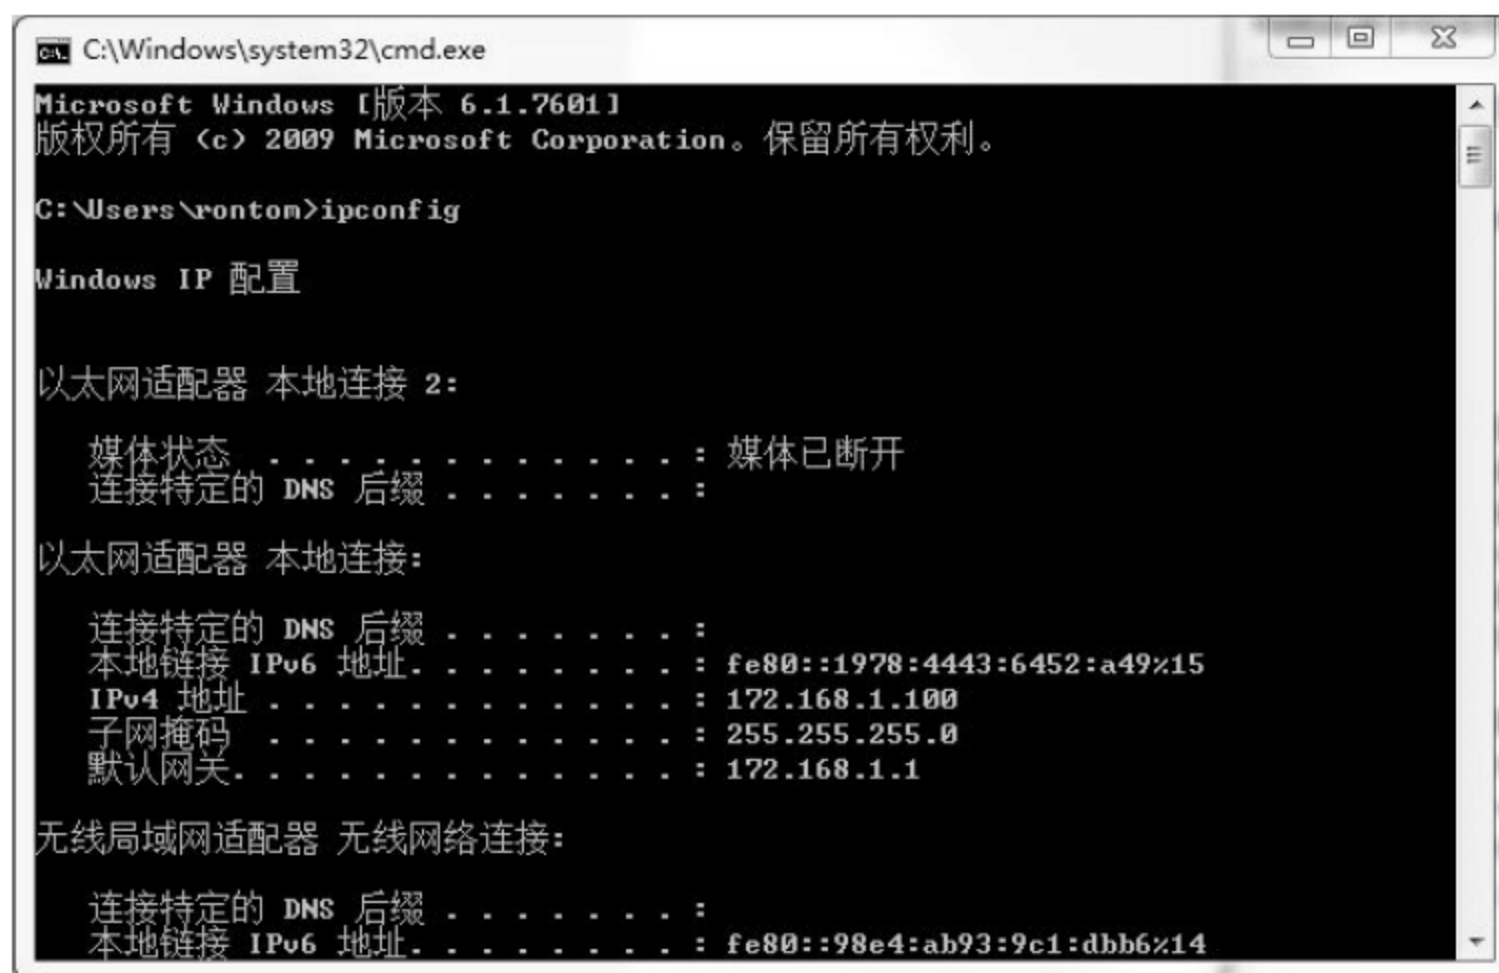 C:\Windows\system32\cmd.exe
Microsoft Windows [版本 6.1.7601]
版权所有 (c) 2009 Microsoft Corporation。保留所有权利。
C:\Users\rontom>ipconfig
Windows IP 配置
以太网适配器 本地连接 2:
媒体状态 . . . . . . . . . . . . : 媒体已断开
连接特定的 DNS 后缀 . . . . . . . :
以太网适配器 本地连接:
连接特定的 DNS 后缀 . . . . . . . :
本地链接 IPv6 地址. . . . . . . . : fe80::1978:4443:6452:a49%15
IPv4 地址 . . . . . . . . . . . . : 172.168.1.100
子网掩码 . . . . . . . . . . . . : 255.255.255.0
默认网关. . . . . . . . . . . . . : 172.168.1.1
无线局域网适配器 无线网络连接:
连接特定的 DNS 后缀 . . . . . . . :
本地链接 IPv6 地址. . . . . . . . : fe80::98e4:ab93:9c1:dbb6%14